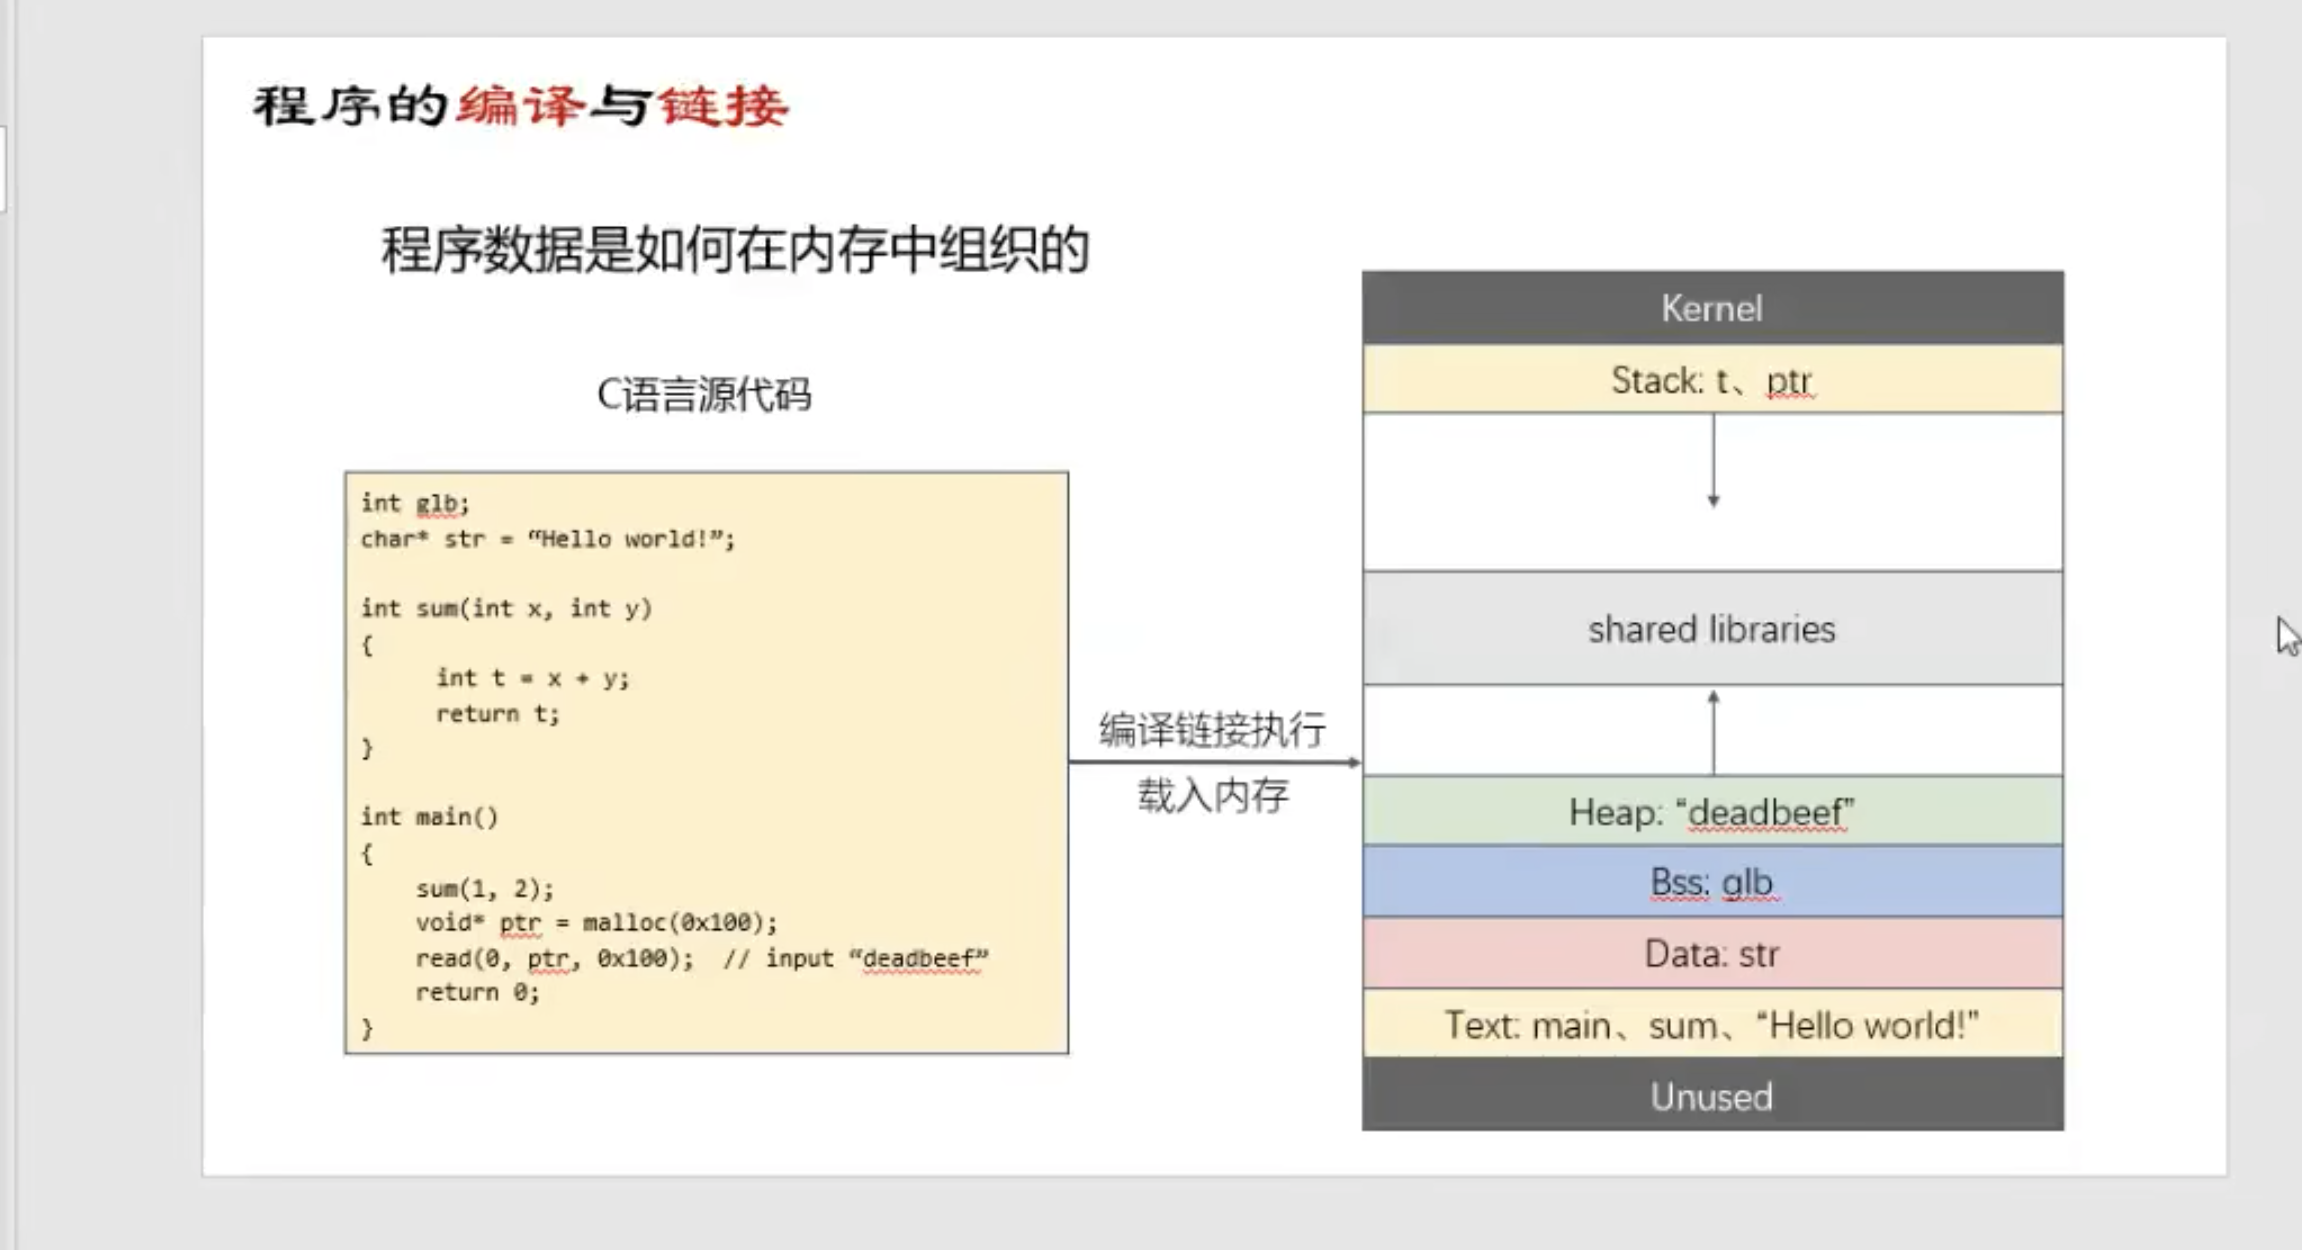 程序的编译与链接
程序数据是如何在内存中组织的
C语言源代码
int glb;
char* str = “Hello world!”;
int sum(int x, int y)
{
int t = x + y;
return t;
}
int main()
{
sum(1, 2);
void* ptr = malloc(0x100);
read(0, ptr, 0x100);  // input “deadbeef”
return 0;
}
编译链接执行
载入内存
Kernel
Stack: t、ptr
shared libraries
Heap: “deadbeef”
Bss: glb
Data: str
Text: main、sum、“Hello world!”
Unused